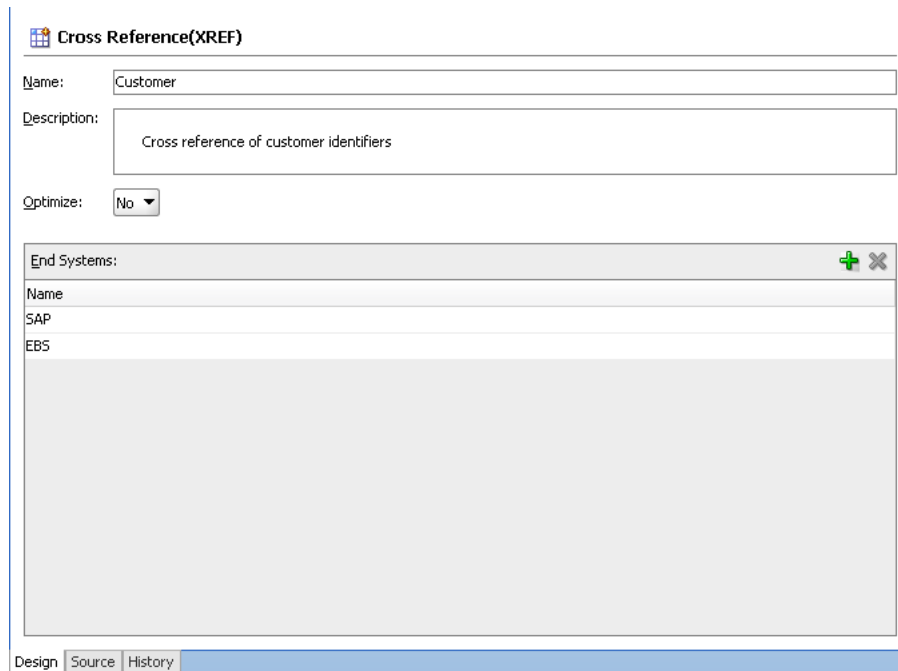 Cross Reference(XREF)
Name: Customer
Description: Cross reference of customer identifiers
Optimize: No
End Systems:
Name
SAP
EBS
Design Source History